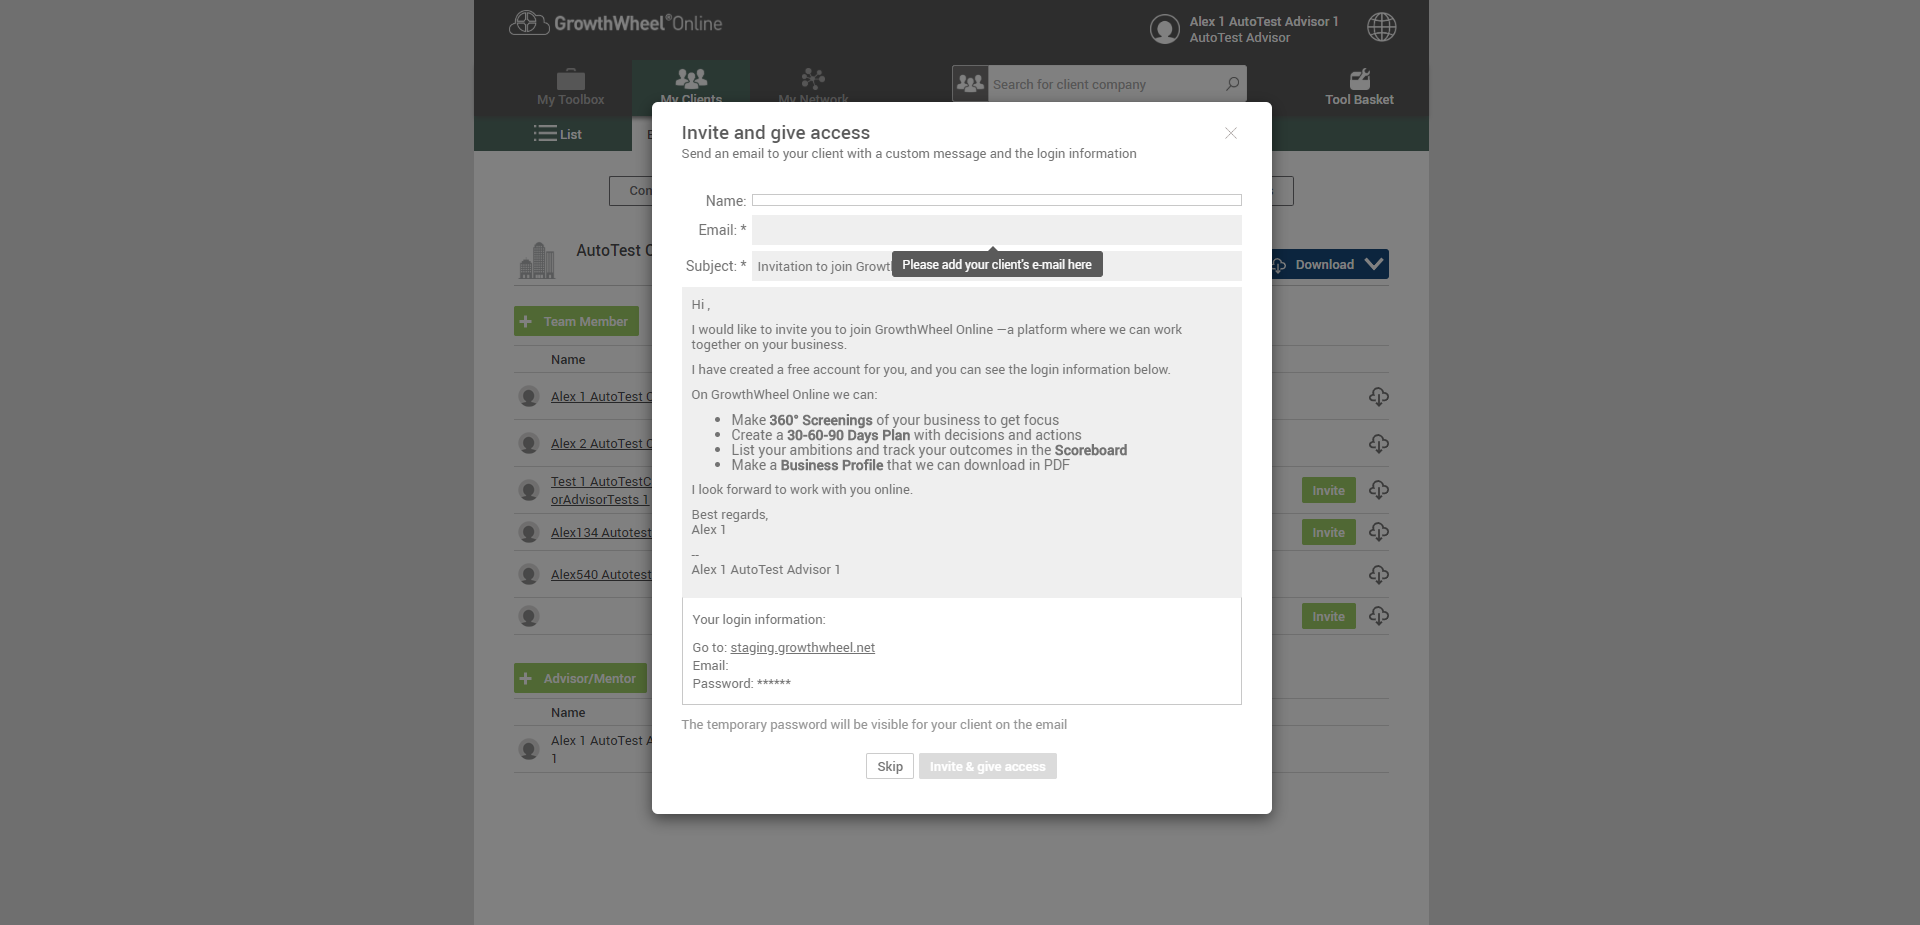 GrowthWheel®Online
Alex 1 AutoTest Advisor 1
AutoTest Advisor
My Toolbox
My Clients
My Network
Search for client company
Tool Basket
List
Invite and give access
Send an email to your client with a custom message and the login information
Name:
Email: *
Please add your client's e-mail here
Subject: *
Invitation to join
AutoTest
Download
Hi ,
I would like to invite you to join GrowthWheel Online —a platform where we can work
together on your business.
I have created a free account for you, and you can see the login information below.
On GrowthWheel Online we can:
• Make 360° Screenings of your business to get focus
• Create a 30-60-90 Days Plan with decisions and actions
• List your ambitions and track your outcomes in the Scoreboard
• Make a Business Profile that we can download in PDF
I look forward to work with you online.
Best regards,
Alex 1
--
Alex 1 AutoTest Advisor 1
Your login information:
Go to: staging.growthwheel.net
Email:
Password: ******
The temporary password will be visible for your client on the email
Skip
Invite & give access
+ Team Member
Name
Alex 1 AutoTest
Alex 2 AutoTest
Test 1 AutoTestC
orAdvisorTests 1
Invite
Alex134 Autotest
Invite
Alex540 Autotest
Invite
+ Advisor/Mentor
Name
Alex 1 AutoTest
1